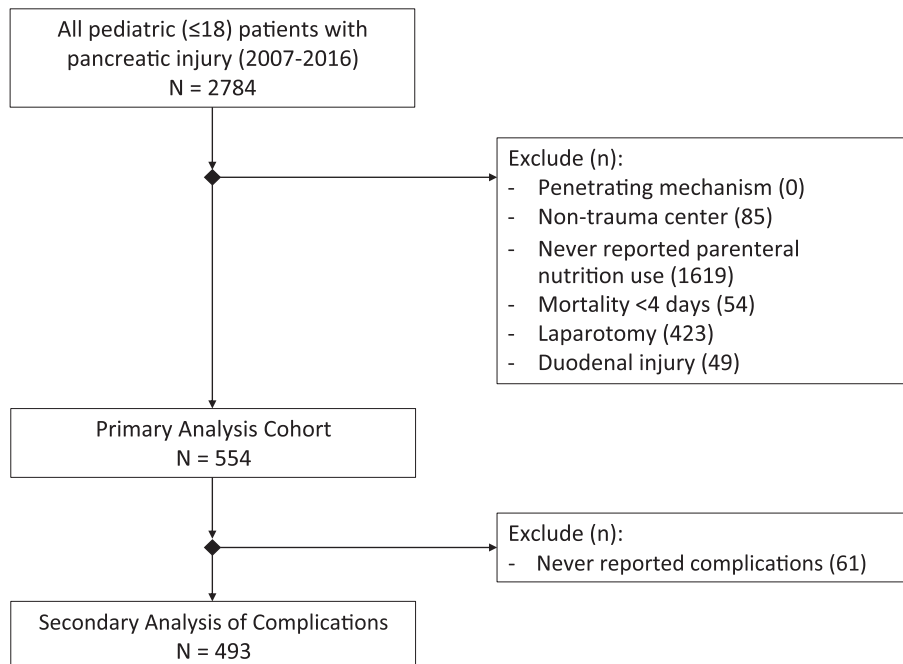 All pediatric (≤18) patients with
pancreatic injury (2007-2016)
N = 2784
Exclude (n):
- Penetrating mechanism (0)
- Non-trauma center (85)
- Never reported parenteral
nutrition use (1619)
- Mortality <4 days (54)
- Laparotomy (423)
- Duodenal injury (49)
Primary Analysis Cohort
N = 554
Exclude (n):
- Never reported complications (61)
Secondary Analysis of Complications
N = 493